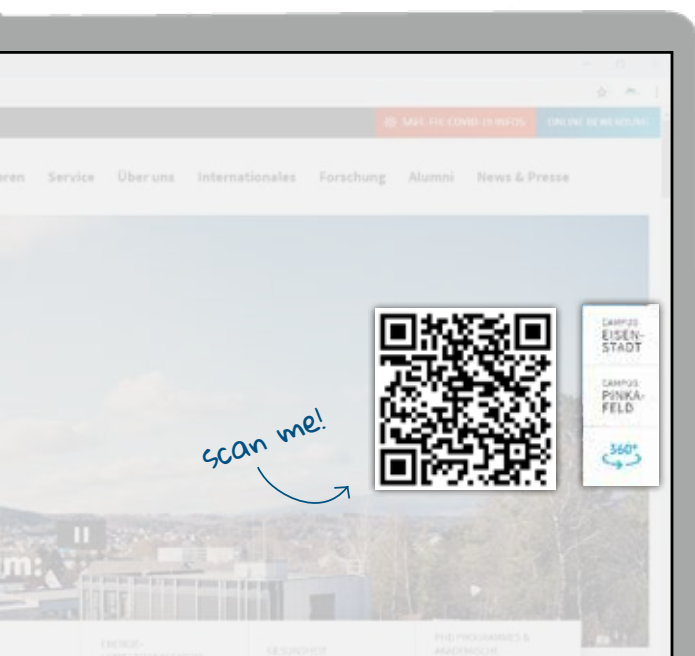 SAFE-FH: COVID-19 INFOS ONLINE BEWERBUNG
Service Über uns Internationales Forschung Alumni News & Presse
CAMPUS
EISEN-
STADT
CAMPUS
PINKA-
FELD
360°
scan me!
m:
ENERGIE-
GESUNDHEIT
PHD PROGRAMMES &
AKADEMISCHE